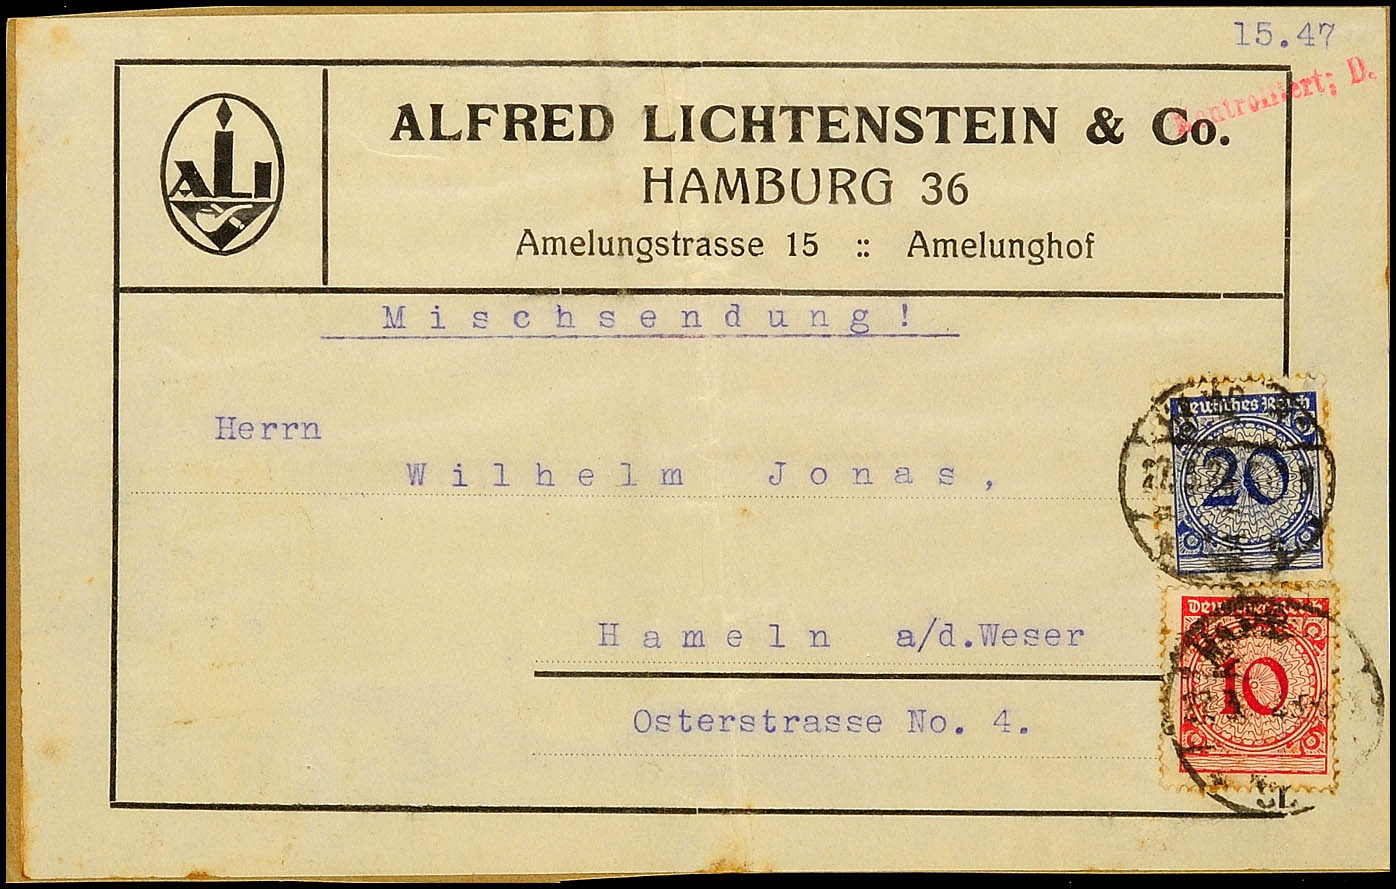 15.47
Kontrolliert; D.
ALI
ALFRED LICHTENSTEIN & Co.
HAMBURG 36
Amelungstrasse 15 :: Amelunghof
Mischsendung!
Herrn
Wilhelm Jonas,
Deutsches Reich
20
Hameln a/d.Weser
Deutsches Reich
10
Osterstrasse No. 4.